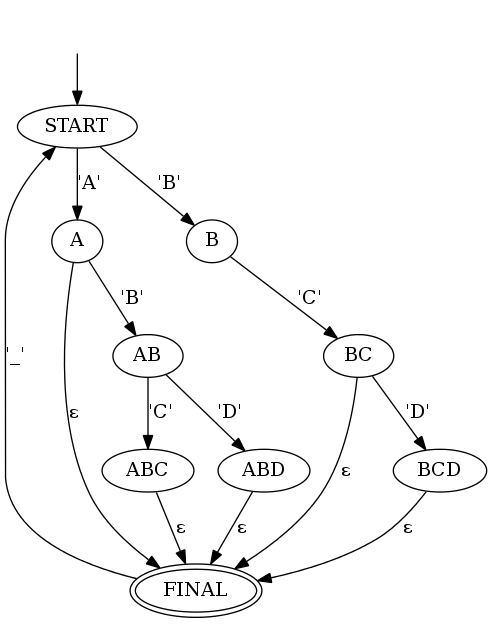 START
'A' 'B'
A B
'B' 'C'
'_' AB BC
ε 'C' 'D' 'D'
ABC ABD BCD
ε ε ε ε
FINAL